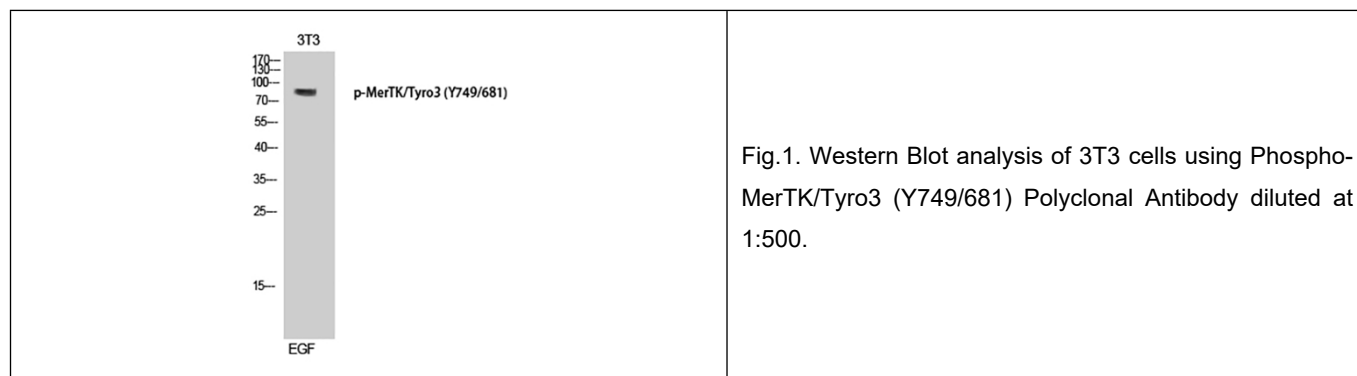 3T3
170--
130--
100---
70---
p-MerTK/Tyro3 (Y749/681)
55---
40---
35---
25---
15---
EGF
Fig.1. Western Blot analysis of 3T3 cells using Phospho-
MerTK/Tyro3 (Y749/681) Polyclonal Antibody diluted at
1:500.